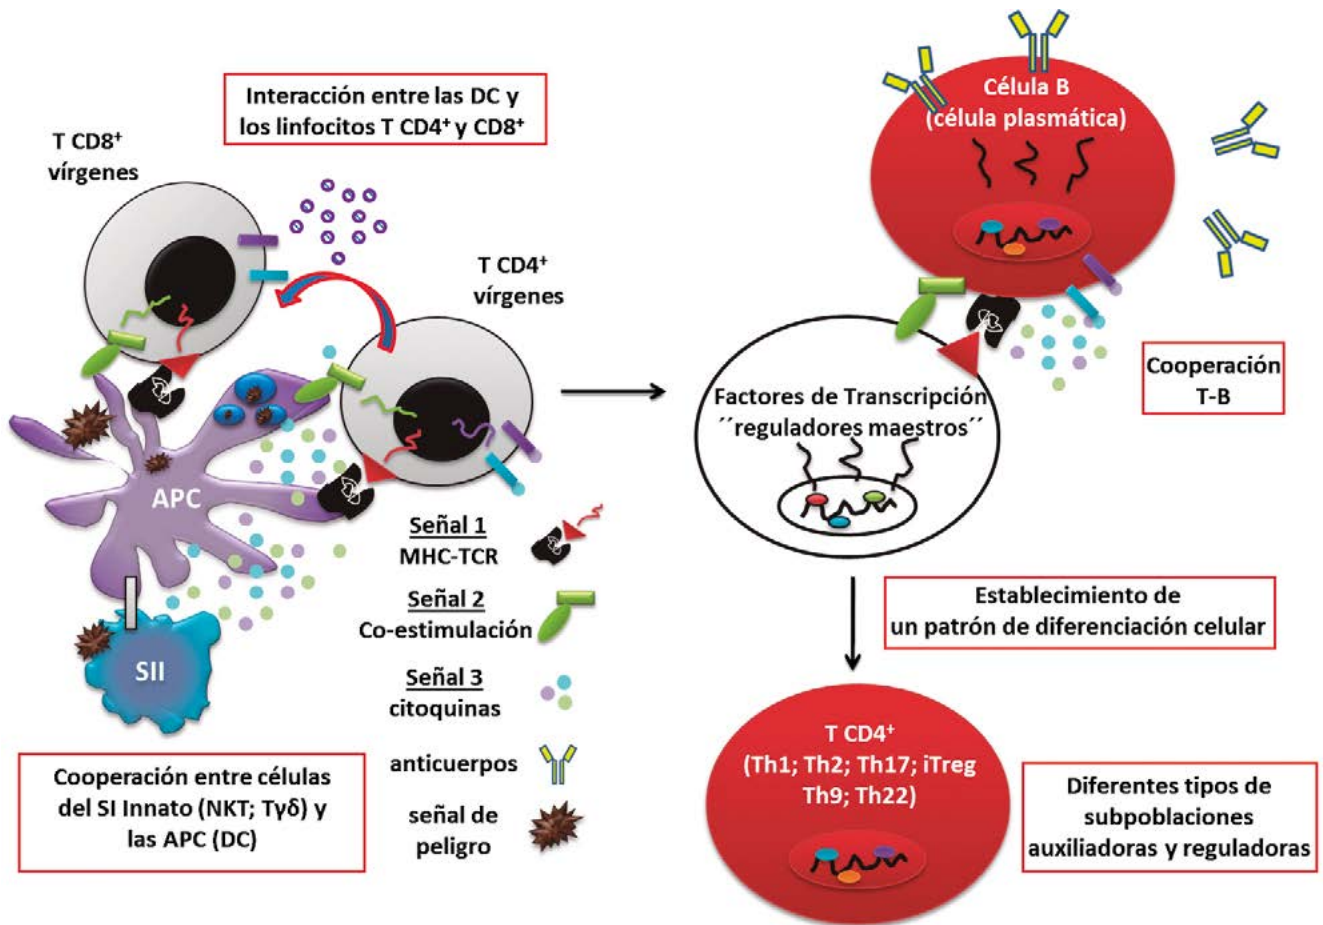 Interacción entre las DC y
los linfocitos T CD4⁺ y CD8⁺
T CD8⁺
vírgenes
T CD4⁺
vírgenes
APC
SII
Cooperación entre células
del SI Innato (NKT; Tγδ) y
las APC (DC)
Señal 1
MHC-TCR
Señal 2
Co-estimulación
Señal 3
citoquinas
anticuerpos
señal de
peligro
Célula B
(célula plasmática)
Cooperación
T-B
Factores de Transcripción
´´reguladores maestros´´
Establecimiento de
un patrón de diferenciación celular
T CD4⁺
(Th1; Th2; Th17; iTreg
Th9; Th22)
Diferentes tipos de
subpoblaciones
auxiliadoras y reguladoras